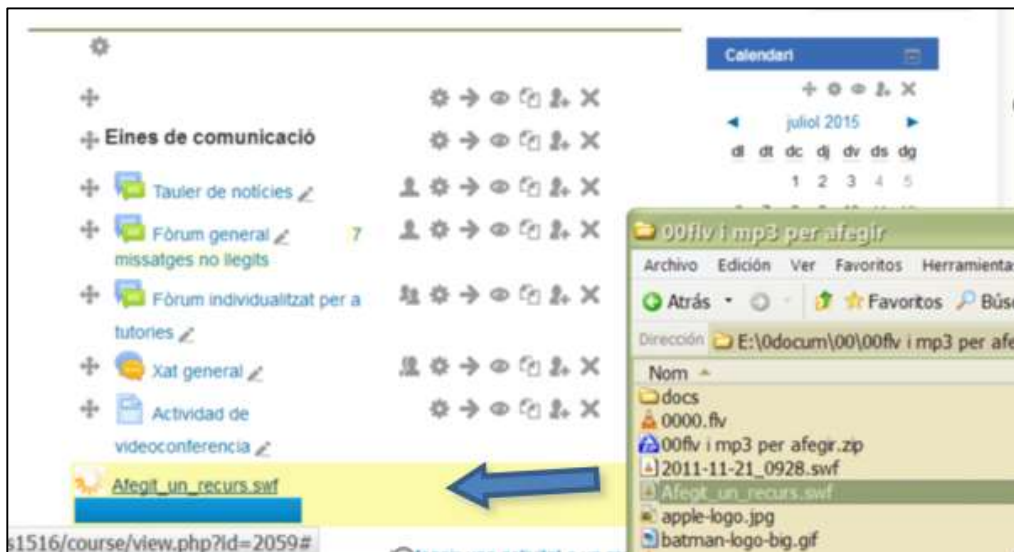 Eines de comunicació
Tauler de notícies
Fòrum general 7
missatges no llegits
Fòrum individualitzat per a
tutories
Xat general
Actividad de
videoconferencia
Afegit_un_recurs.swf
s1516/course/view.php?id=2059#
Calendari
juliol 2015
dl dt dc dj dv ds dg
1 2 3 4 5
00flv i mp3 per afegir
Archivo Edición Ver Favoritos Herramientas
Atrás Favoritos Búsc
Dirección E:\0docum\00\00flv i mp3 per afe
Nom
docs
0000.flv
00flv i mp3 per afegir.zip
2011-11-21_0928.swf
Afegit_un_recurs.swf
apple-logo.jpg
batman-logo-big.gif